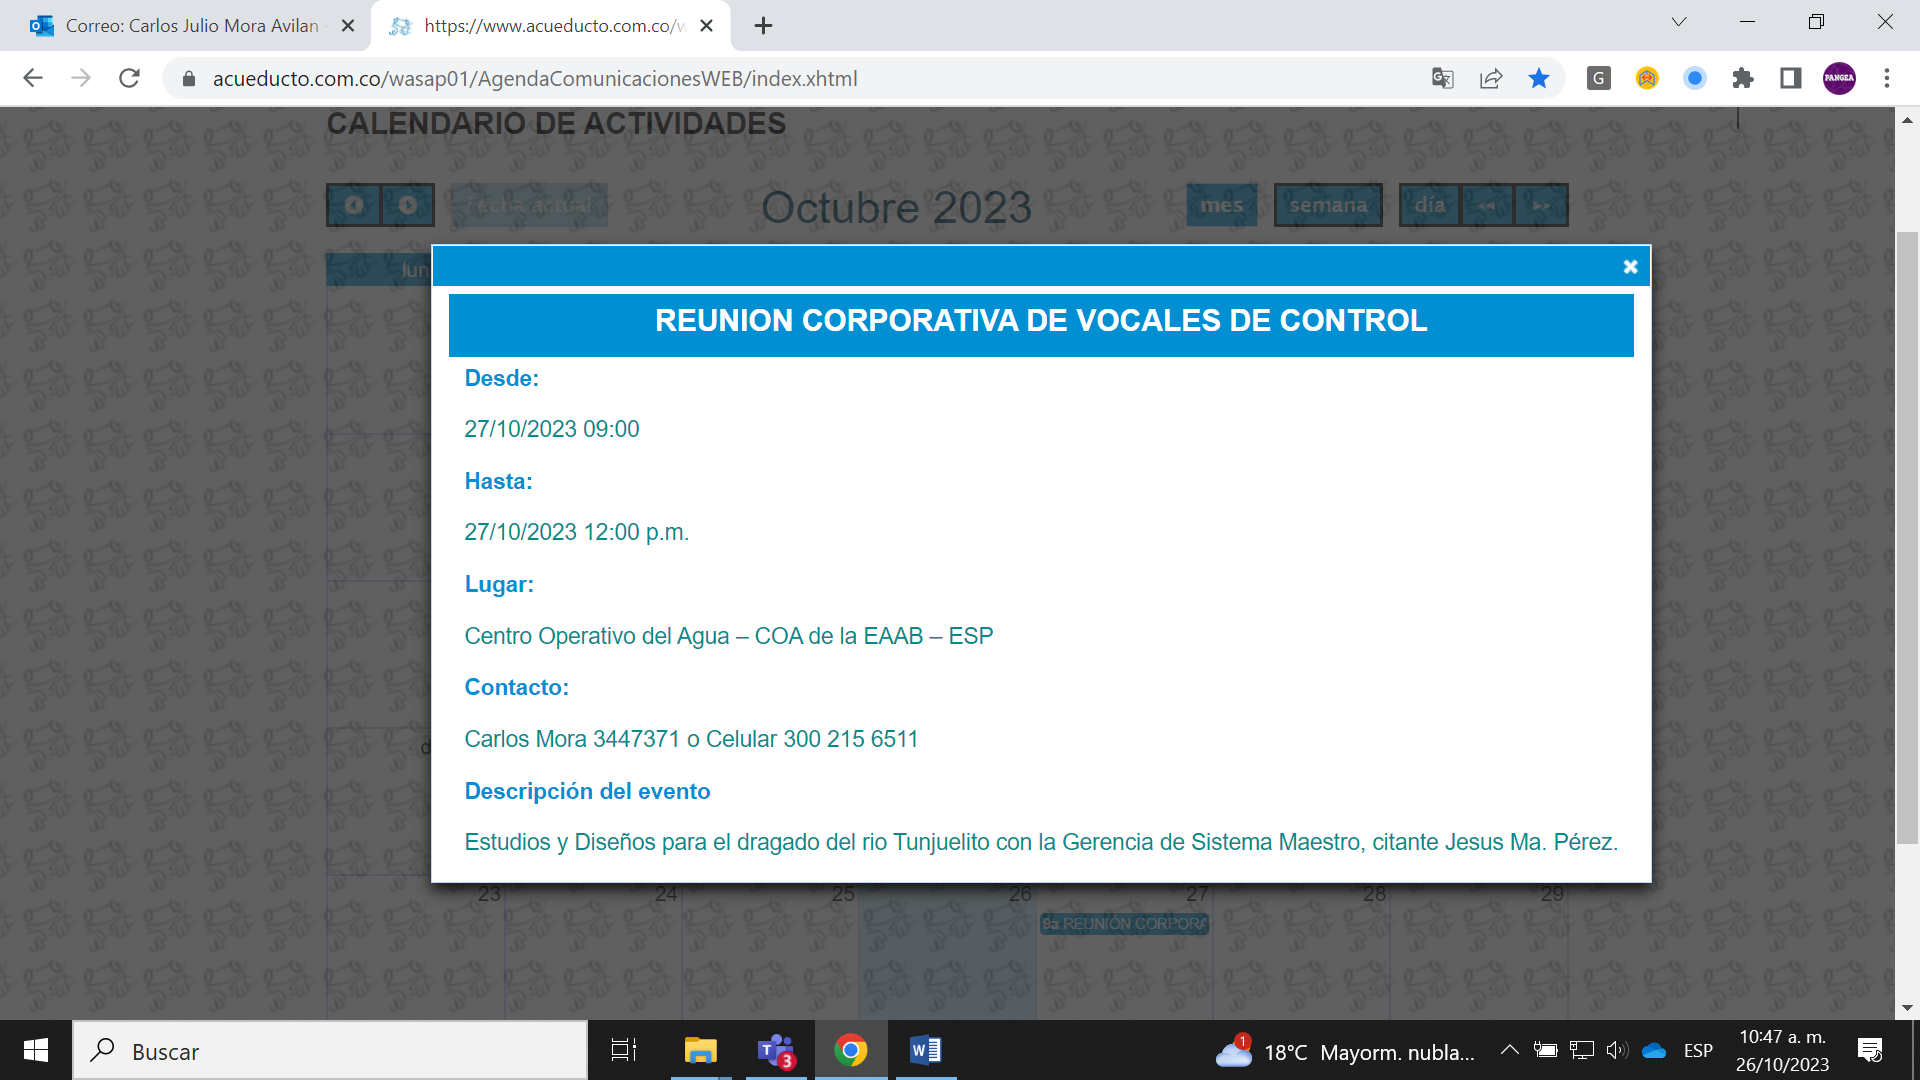 Correo: Carlos Julio Mora Avilan
https://www.acueducto.com.co/w
acueducto.com.co/wasap01/AgendaComunicacionesWEB/index.xhtml
G
PANGEA
CALENDARIO DE ACTIVIDADES
Fecha actual
Octubre 2023
mes
semana
día
lun
REUNION CORPORATIVA DE VOCALES DE CONTROL
Desde:
27/10/2023 09:00
Hasta:
27/10/2023 12:00 p.m.
Lugar:
Centro Operativo del Agua – COA de la EAAB – ESP
Contacto:
Carlos Mora 3447371 o Celular 300 215 6511
Descripción del evento
Estudios y Diseños para el dragado del rio Tunjuelito con la Gerencia de Sistema Maestro, citante Jesus Ma. Pérez.
23 24 25 26 27 28 29
9a REUNIÓN CORPORA
Buscar
3
1
18°C Mayorm. nubla...
ESP
10:47 a. m.
26/10/2023